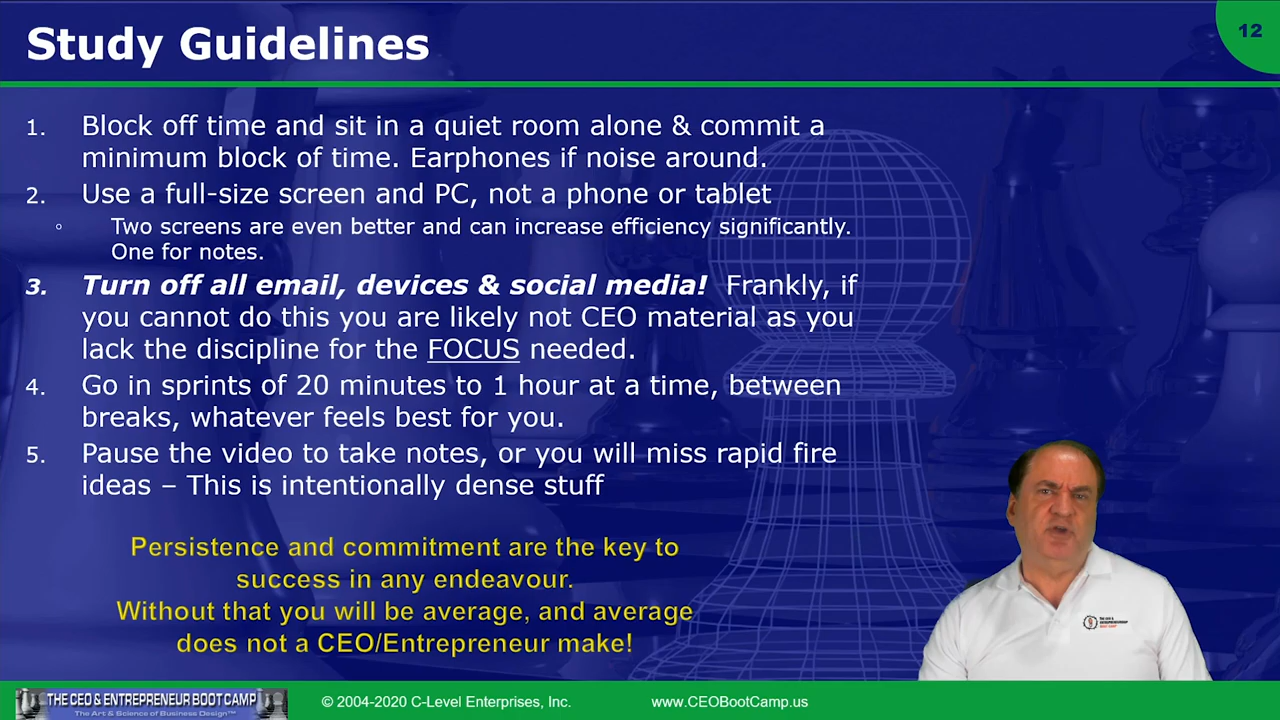 Study Guidelines
12
1. Block off time and sit in a quiet room alone & commit a
minimum block of time. Earphones if noise around.
2. Use a full-size screen and PC, not a phone or tablet
◦ Two screens are even better and can increase efficiency significantly.
One for notes.
3. Turn off all email, devices & social media! Frankly, if
you cannot do this you are likely not CEO material as you
lack the discipline for the FOCUS needed.
4. Go in sprints of 20 minutes to 1 hour at a time, between
breaks, whatever feels best for you.
5. Pause the video to take notes, or you will miss rapid fire
ideas – This is intentionally dense stuff
Persistence and commitment are the key to
success in any endeavour.
Without that you will be average, and average
does not a CEO/Entrepreneur make!
THE CEO & ENTREPRENEUR BOOT CAMP
The Art & Science of Business Design™
© 2004-2020 C-Level Enterprises, Inc. www.CEOBootCamp.us